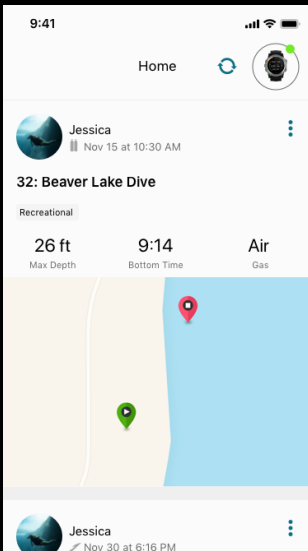 9:41
Home
Jessica
Nov 15 at 10:30 AM
32: Beaver Lake Dive
Recreational
26 ft 9:14 Air
Max Depth Bottom Time Gas
Jessica
Nov 30 at 6:16 PM